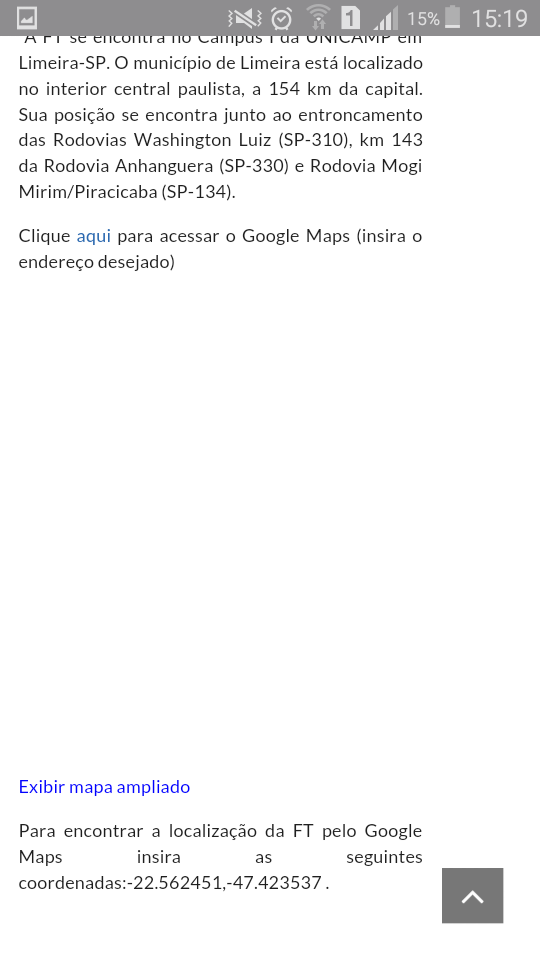 1 15% 15:19
A FT se encontra no Campus I da UNICAMP em
Limeira-SP. O município de Limeira está localizado
no interior central paulista, a 154 km da capital.
Sua posição se encontra junto ao entroncamento
das Rodovias Washington Luiz (SP-310), km 143
da Rodovia Anhanguera (SP-330) e Rodovia Mogi
Mirim/Piracicaba (SP-134).
Clique aqui para acessar o Google Maps (insira o
endereço desejado)
Exibir mapa ampliado
Para encontrar a localização da FT pelo Google
Maps insira as seguintes
coordenadas:-22.562451,-47.423537 .